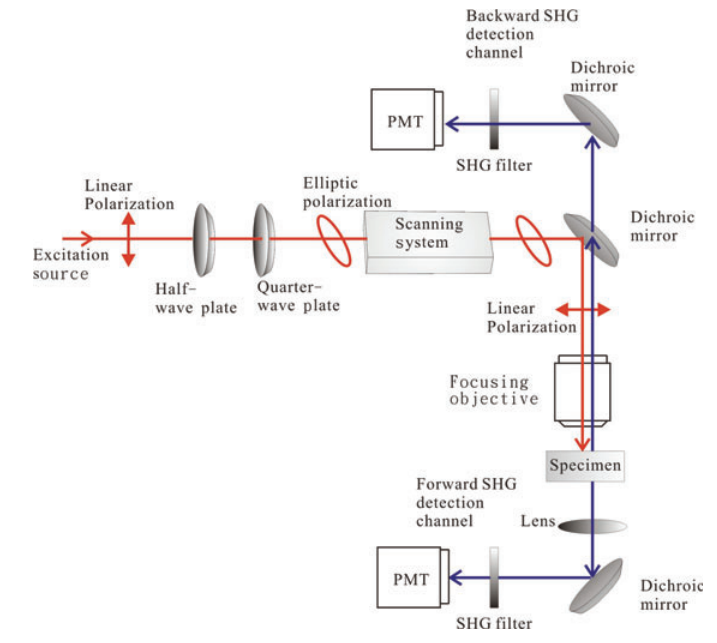 Backward SHG
detection
channel
Dichroic
mirror
PMT
SHG filter
Linear
Polarization
Elliptic
polarization
Scanning
system
Dichroic
mirror
Excitation
source
Half-
wave plate
Quarter-
wave plate
Linear
Polarization
Focusing
objective
Specimen
Forward SHG
detection
channel
Lens
PMT
Dichroic
mirror
SHG filter